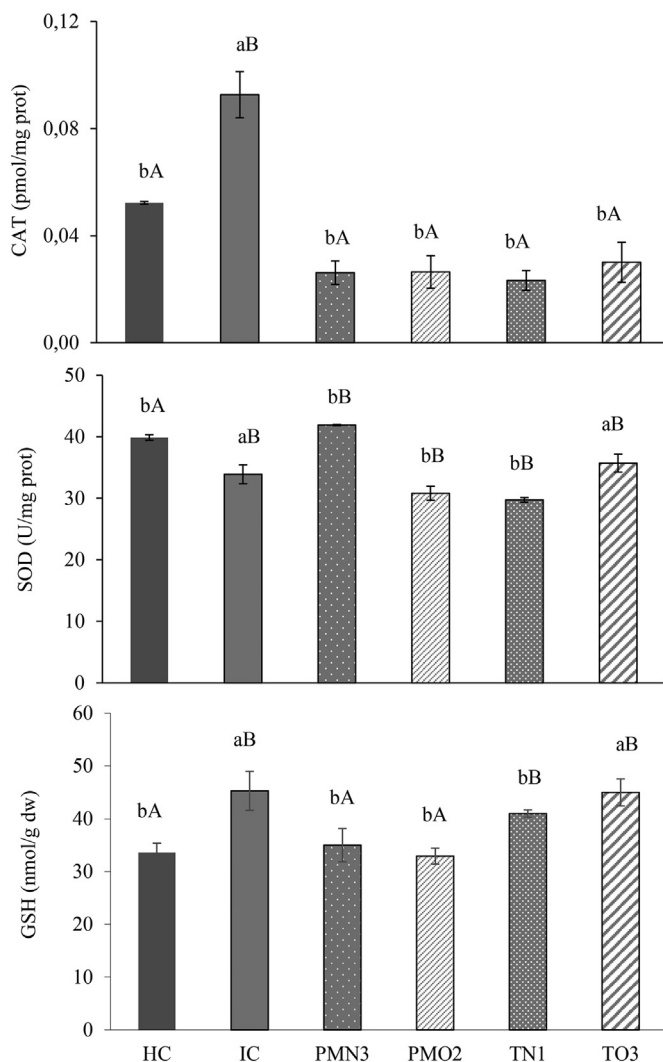 0,12
aB
CAT (pmol/mg prot)
0,08
bA
0,04
bA
bA
bA
bA
0,00
50
bA
bB
aB
SOD (U/mg prot)
40
aB
bB
bB
30
20
10
0
60
aB
aB
GSH (nmol/g dw)
50
bA
bA
bA
bB
40
30
20
10
0
HC IC PMN3 PMO2 TN1 TO3